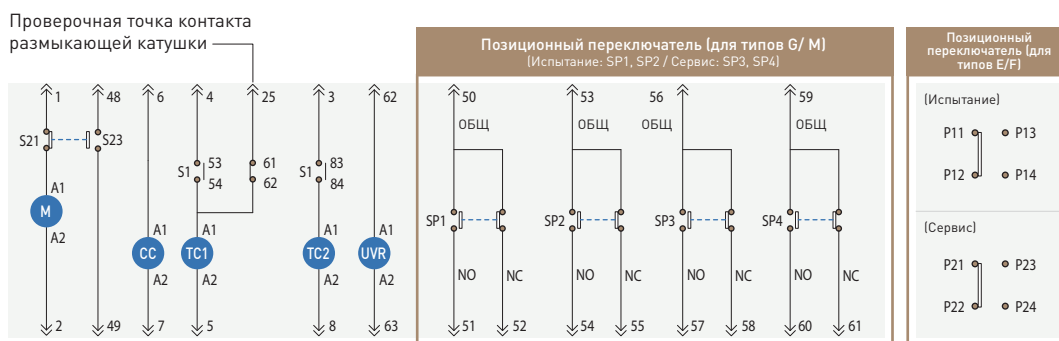 Проверочная точка контакта
размыкающей катушки
Позиционный переключатель (для типов G/ M)
(Испытание: SP1, SP2 / Сервис: SP3, SP4)
Позиционный
переключатель (для
типов E/F)
1 48 6 4 25 3 62 50 53 56 59
ОБЩ ОБЩ ОБЩ ОБЩ
S21 S23
S1 53 54
61 62
S1 83 84
A1 M A2
A1 CC A2
A1 TC1 A2
A1 TC2 A2
A1 UVR A2
SP1 SP2 SP3 SP4
NO NC NO NC NO NC NO NC
2 49 7 5 8 63 51 52 54 55 57 58 60 61
(Испытание)
P11 P13
P12 P14
(Сервис)
P21 P23
P22 P24